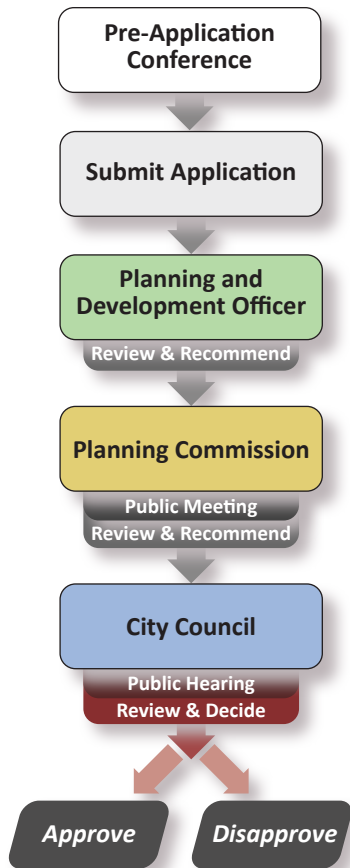 Pre-Application
Conference
Submit Application
Planning and
Development Officer
Review & Recommend
Planning Commission
Public Meeting
Review & Recommend
City Council
Public Hearing
Review & Decide
Approve
Disapprove